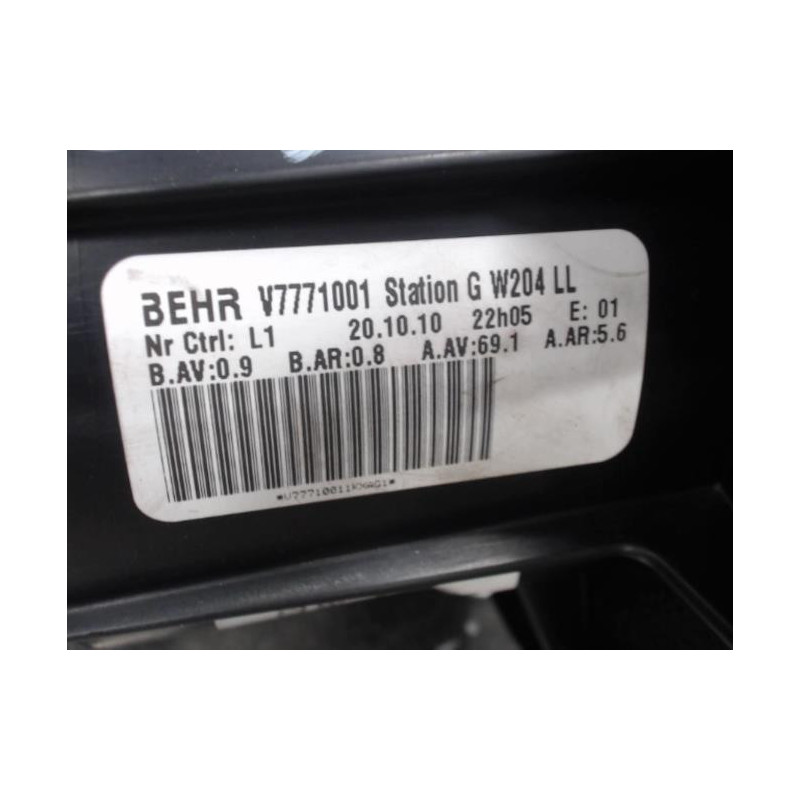 BEHR V7771001 Station G W204 LL
Nr Ctrl: L1 20.10.10 22h05 E: 01
B.AV:0.9 B.AR:0.8 A.AV:69.1 A.AR:5.6